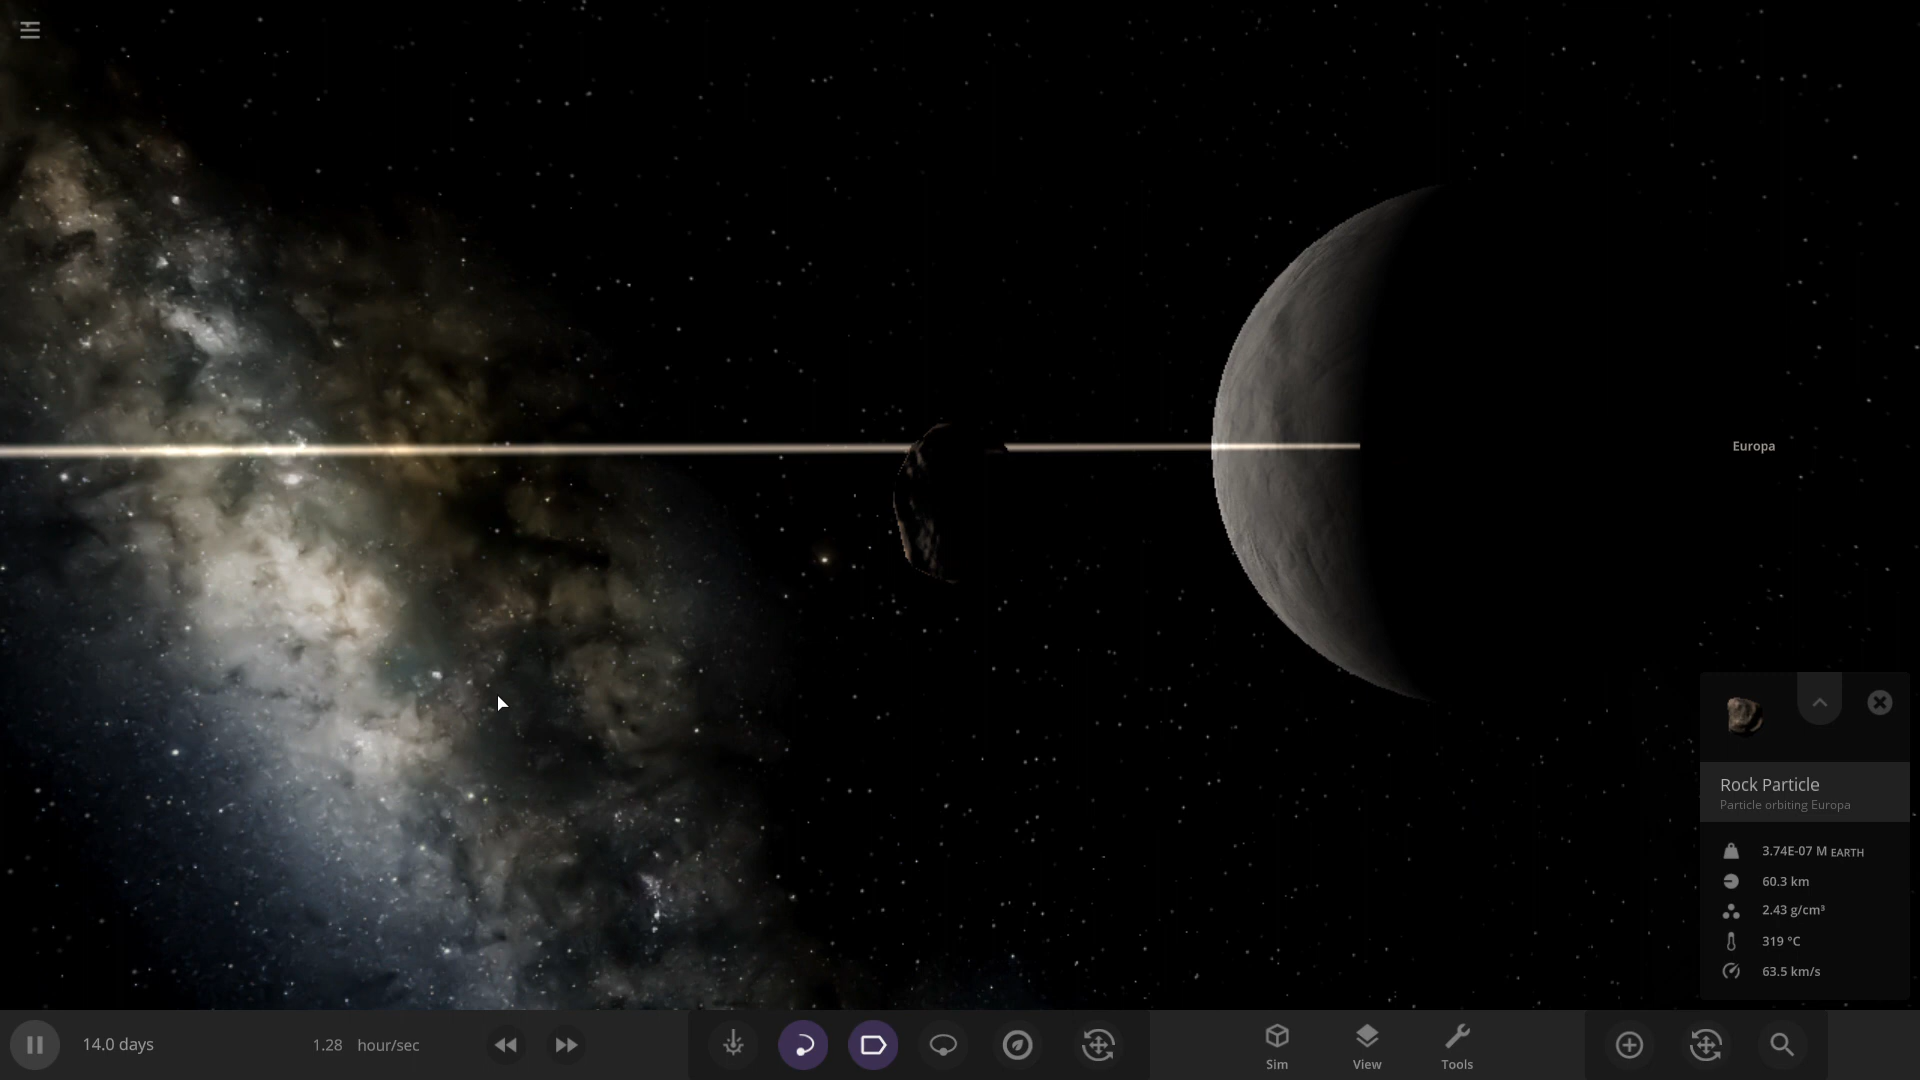 Europa
Rock Particle
Particle orbiting Europa
3.74E-07 M EARTH
60.3 km
2.43 g/cm³
319 °C
63.5 km/s
14.0 days
1.28 hour/sec
Sim
View
Tools